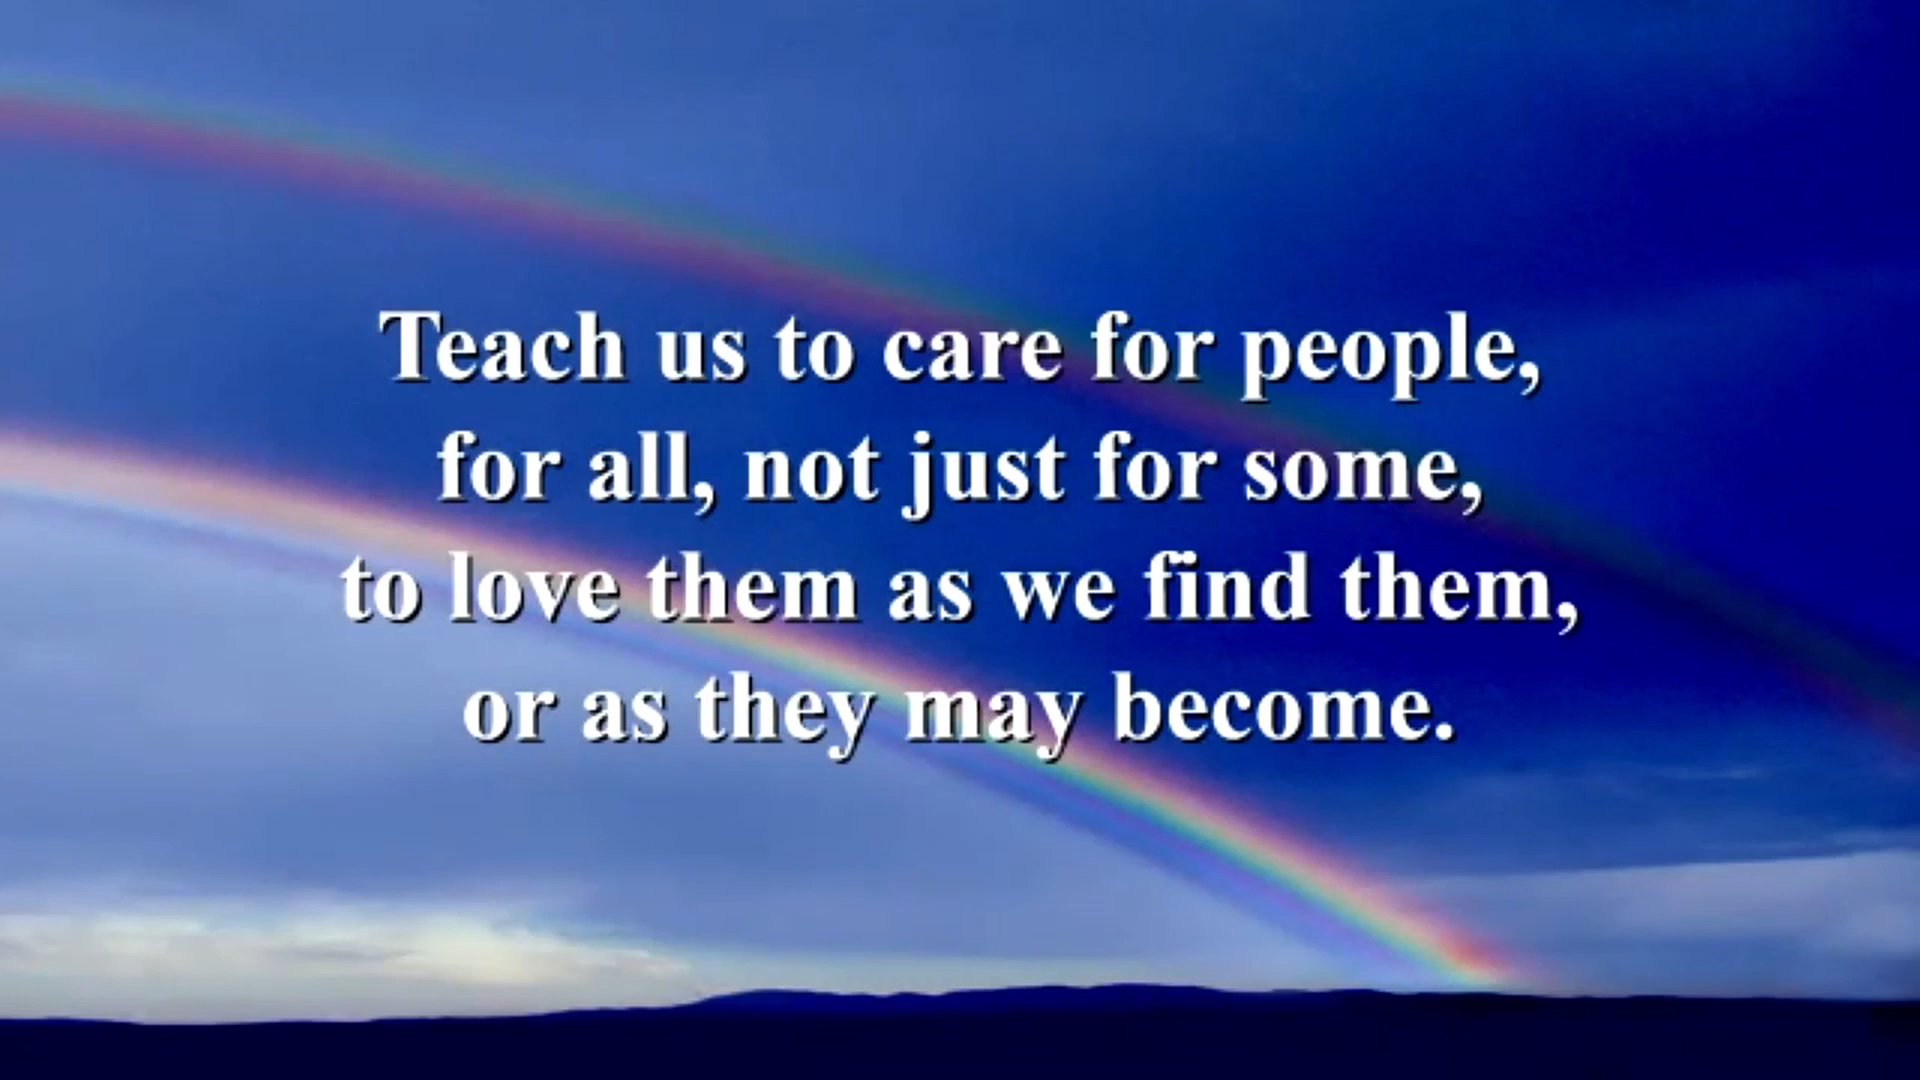 Teach us to care for people,
for all, not just for some,
to love them as we find them,
or as they may become.